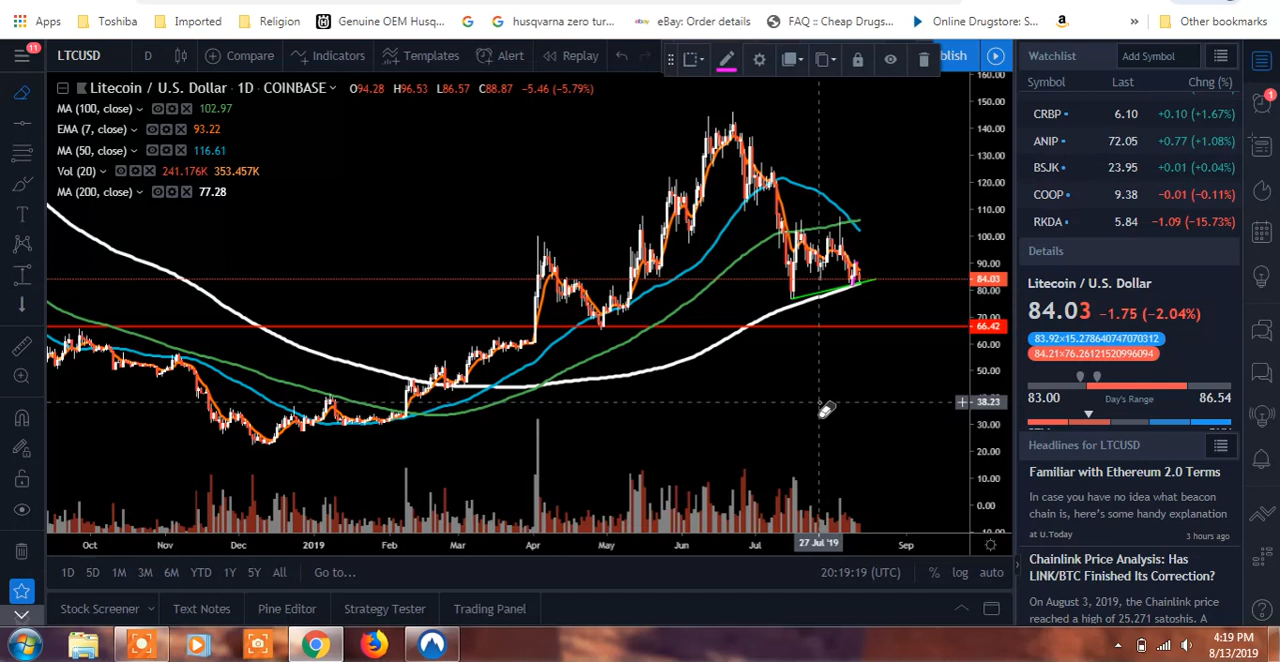 Apps Toshiba Imported Religion Genuine OEM Husq... husqvarna zero tur... eBay: Order details FAQ :: Cheap Drugs... Online Drugstore: S... » Other bookmarks
11 LTCUSD D Compare Indicators Templates Alert Replay blish
Watchlist Add Symbol
Symbol Last Chng (%)
Litecoin / U.S. Dollar · 1D · COINBASE O94.28 H96.53 L86.57 C88.87 -5.46 (-5.79%)
MA (100, close) 102.97
EMA (7, close) 93.22
MA (50, close) 116.61
Vol (20) 241.176K 353.457K
MA (200, close) 77.28
160.00
150.00
140.00
130.00
120.00
110.00
100.00
90.00
84.03
80.00
66.42
60.00
50.00
38.23
30.00
20.00
10.00
0.00
Oct Nov Dec 2019 Feb Mar Apr May Jun Jul 27 Jul '19 Sep
1D 5D 1M 3M 6M YTD 1Y 5Y All Go to... 20:19:19 (UTC) % log auto
Stock Screener Text Notes Pine Editor Strategy Tester Trading Panel
CRBP 6.10 +0.10 (+1.67%)
ANIP 72.05 +0.77 (+1.08%)
BSJK 23.95 +0.01 (+0.04%)
COOP 9.38 -0.01 (-0.11%)
RKDA 5.84 -1.09 (-15.73%)
Details
Litecoin / U.S. Dollar
84.03 -1.75 (-2.04%)
83.92×15.278640747070312
84.21×76.26121520996094
83.00 Day's Range 86.54
Headlines for LTCUSD
Familiar with Ethereum 2.0 Terms
In case you have no idea what beacon
chain is, here's some handy explanation
at U.Today 3 hours ago
Chainlink Price Analysis: Has
LINK/BTC Finished Its Correction?
On August 3, 2019, the Chainlink price
reached a high of 25.271 satoshis. A
1
4:19 PM
8/13/2019